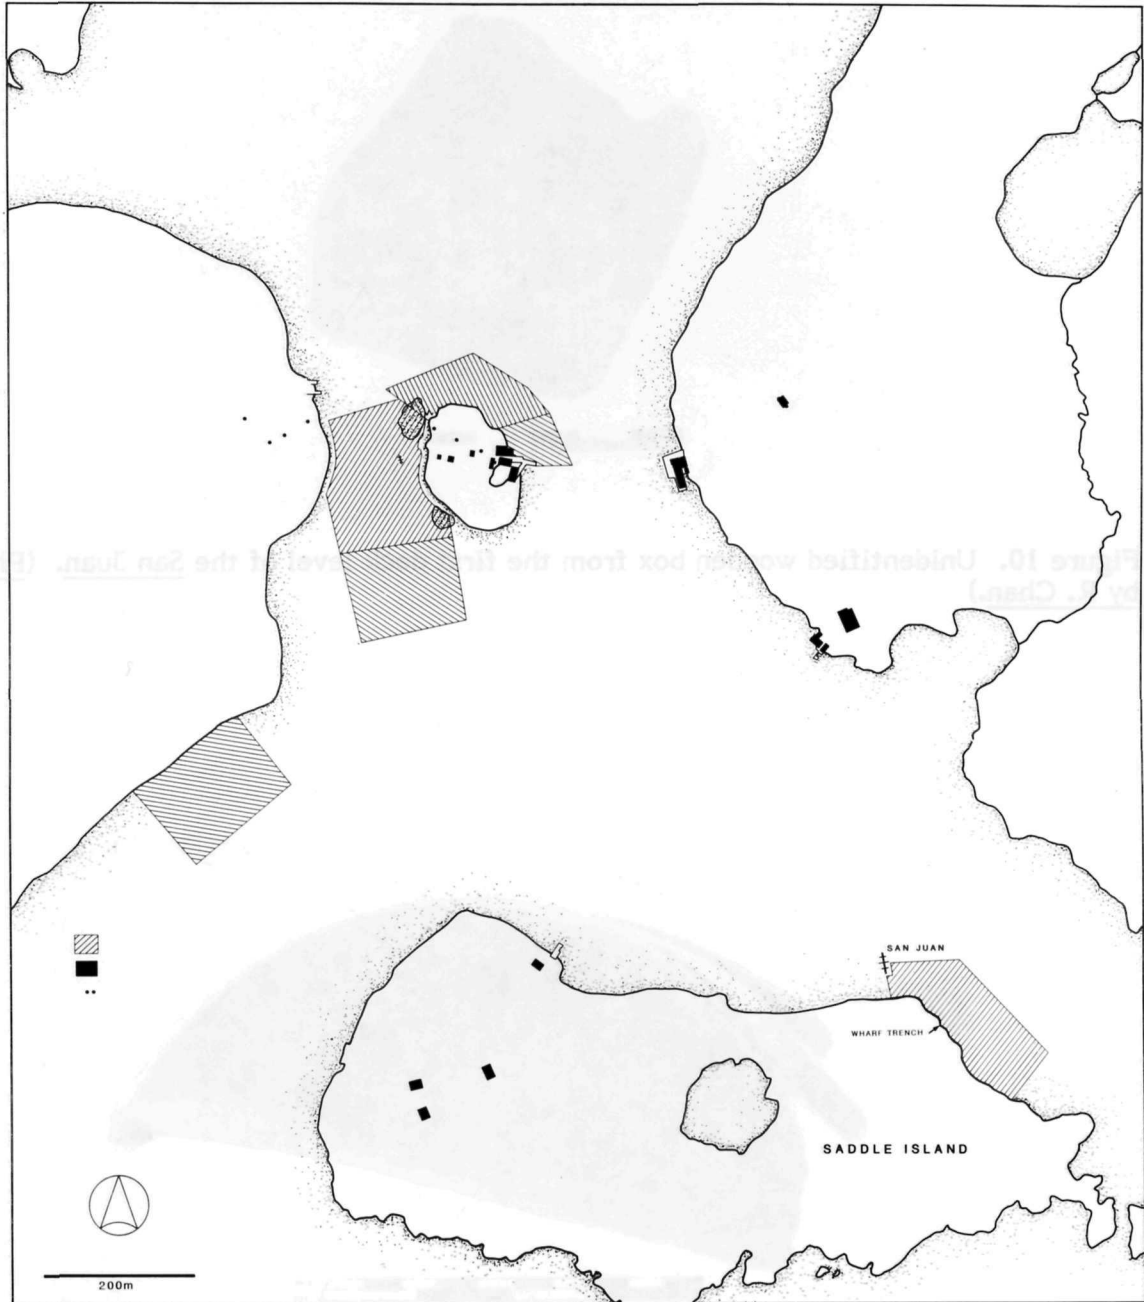 Figure 10. Unidentified wooden box from the first deck level of the San Juan.
by R. Chan.)
SAN JUAN
WHARF TRENCH
SADDLE ISLAND
200m